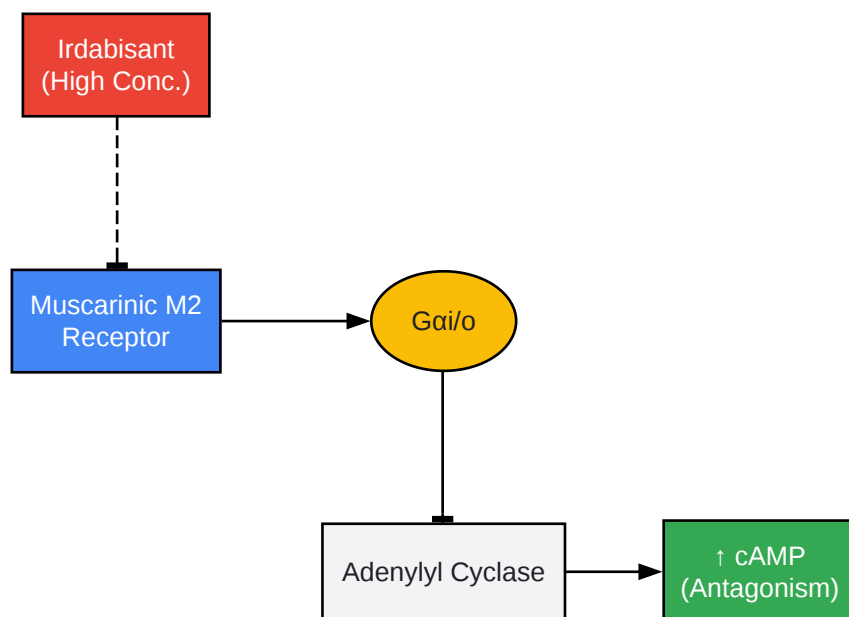 Irdabisant
(High Conc.)
Muscarinic M2
Receptor
Gαi/o
Adenylyl Cyclase
↑ cAMP
(Antagonism)